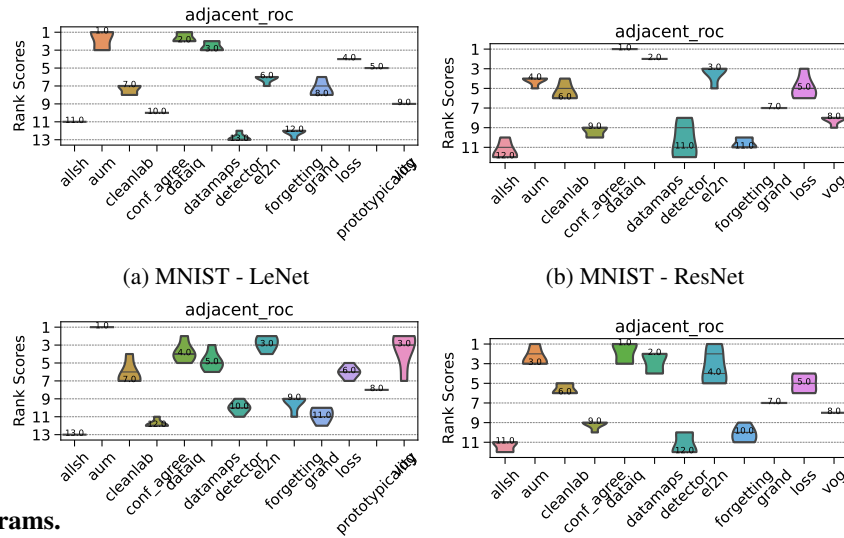 adjacent_roc
Rank Scores
1
3
5
7
9
11
13
11.0
1.0
7.0
10.0
2.0
3.0
13.0
6.0
12.0
8.0
4.0
5.0
9.0
allsh
aum
cleanlab
conf_agree
dataiq
datamaps
detector
el2n
forgetting
grand
loss
prototypicality
(a) MNIST - LeNet
adjacent_roc
Rank Scores
1
3
5
7
9
11
12.0
4.0
6.0
9.0
1.0
2.0
11.0
3.0
11.0
7.0
5.0
8.0
allsh
aum
cleanlab
conf_agree
dataiq
datamaps
detector
el2n
forgetting
grand
loss
vog
(b) MNIST - ResNet
adjacent_roc
Rank Scores
1
3
5
7
9
11
13
13.0
1.0
7.0
12.0
4.0
5.0
10.0
3.0
9.0
11.0
6.0
8.0
3.0
allsh
aum
cleanlab
conf_agree
dataiq
datamaps
detector
el2n
forgetting
grand
loss
prototypicality
adjacent_roc
Rank Scores
1
3
5
7
9
11
11.0
3.0
6.0
9.0
1.0
2.0
12.0
4.0
10.0
7.0
5.0
8.0
allsh
aum
cleanlab
conf_agree
dataiq
datamaps
detector
el2n
forgetting
grand
loss
vog
rams.